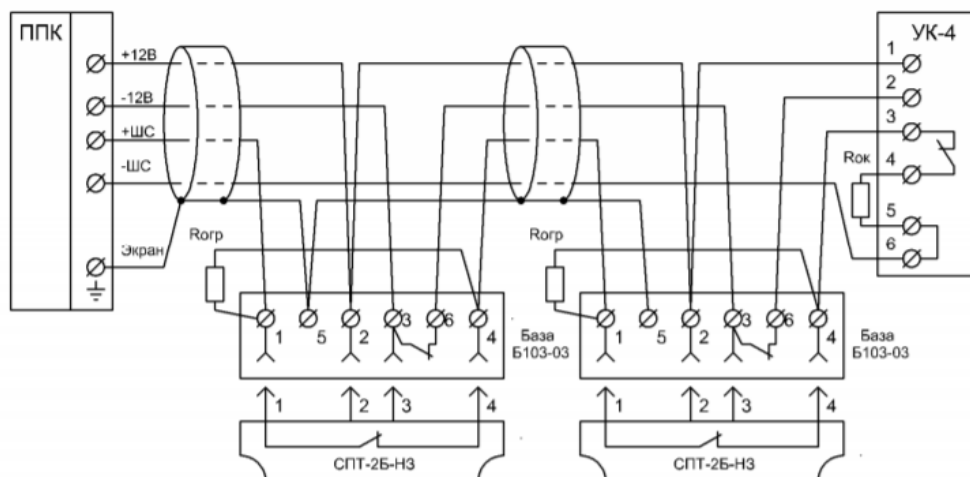 ППК
УК-4
+12В
-12В
+ШС
-ШС
Экран
1
2
3
4
5
6
Rок
Rогр
Rогр
1 5 2 3 6 4
База
Б103-03
1 5 2 3 6 4
База
Б103-03
1 2 3 4
СПТ-2Б-НЗ
1 2 3 4
СПТ-2Б-НЗ